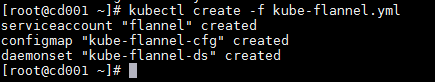 [root@cd001 ~]# kubectl create -f kube-flannel.yml
serviceaccount "flannel" created
configmap "kube-flannel-cfg" created
daemonset "kube-flannel-ds" created
[root@cd001 ~]#